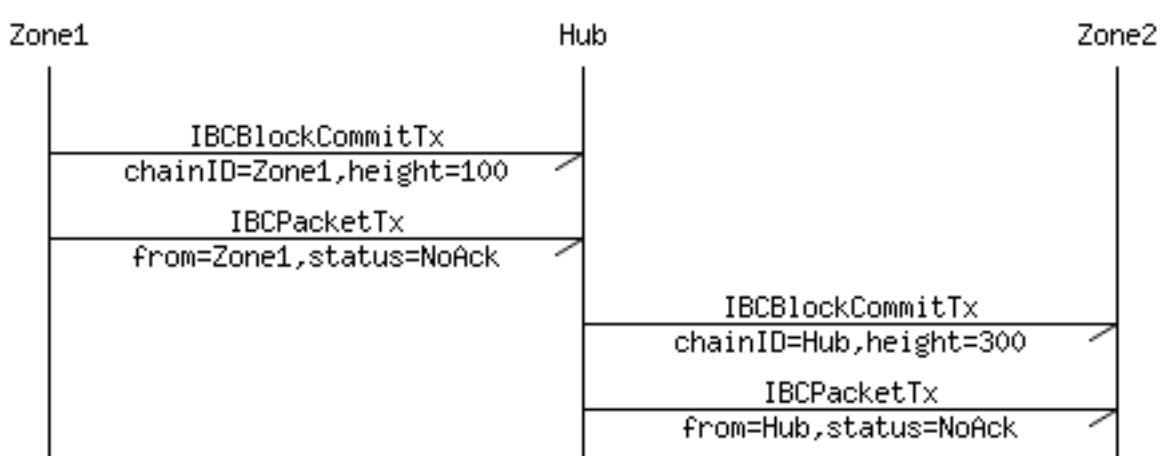 Zone1 Hub Zone2
IBCBlockCommitTx
chainID=Zone1,height=100
IBCPacketTx
from=Zone1,status=NoAck
IBCBlockCommitTx
chainID=Hub,height=300
IBCPacketTx
from=Hub,status=NoAck